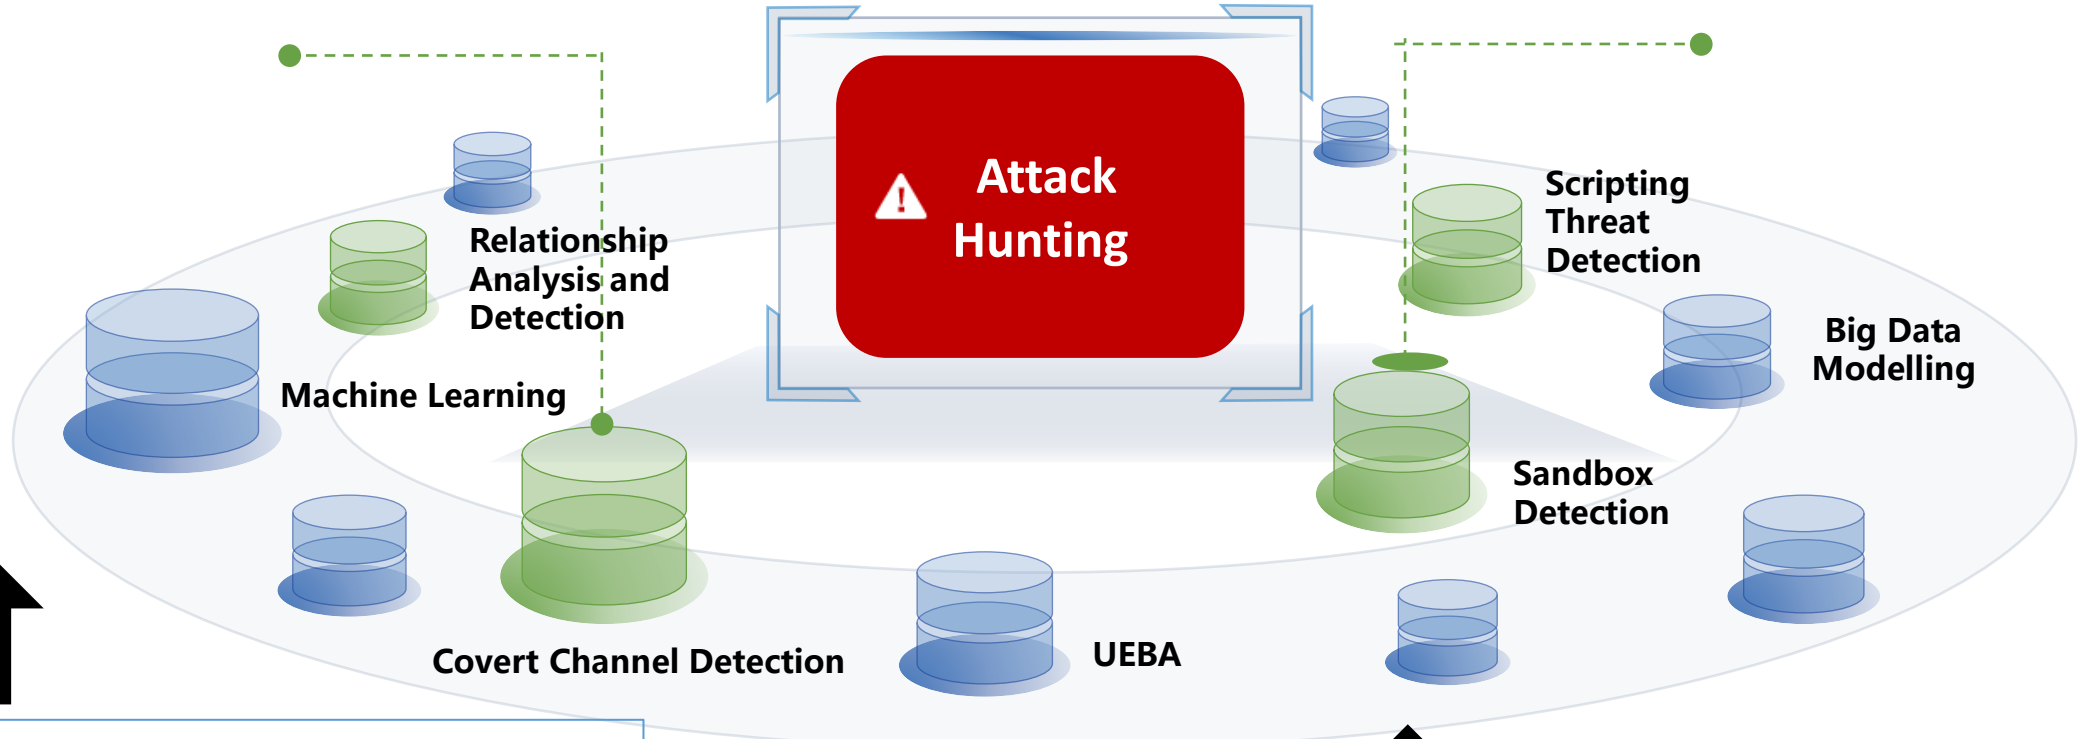 Attack
Hunting
Scripting
Threat
Detection
Relationship
Analysis and
Detection
Big Data
Modelling
Machine Learning
Sandbox
Detection
Covert Channel Detection
UEBA